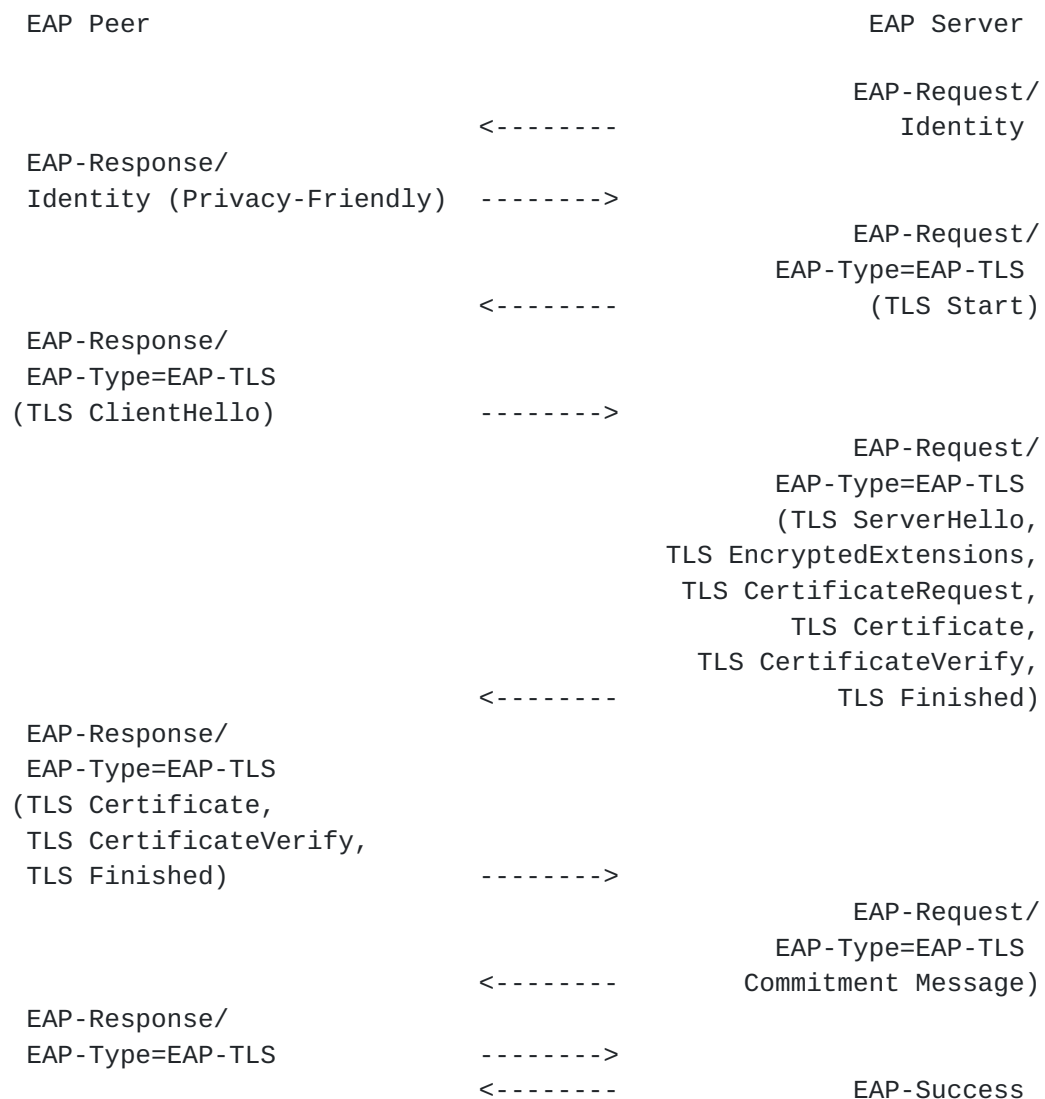 EAP Peer                                              EAP Server

                                                     EAP-Request/
                             <--------                  Identity
EAP-Response/
Identity (Privacy-Friendly)  -------->
                                                     EAP-Request/
                                                EAP-Type=EAP-TLS
                             <--------                (TLS Start)
 EAP-Response/
 EAP-Type=EAP-TLS
(TLS ClientHello)             -------->
                                                     EAP-Request/
                                                EAP-Type=EAP-TLS
                                                (TLS ServerHello,
                                         TLS EncryptedExtensions,
                                          TLS CertificateRequest,
                                                 TLS Certificate,
                                           TLS CertificateVerify,
                              <--------             TLS Finished)
 EAP-Response/
 EAP-Type=EAP-TLS
(TLS Certificate,
 TLS CertificateVerify,
 TLS Finished)                -------->
                                                     EAP-Request/
                                                EAP-Type=EAP-TLS
                              <--------       Commitment Message)
 EAP-Response/
 EAP-Type=EAP-TLS             -------->
                              <--------              EAP-Success